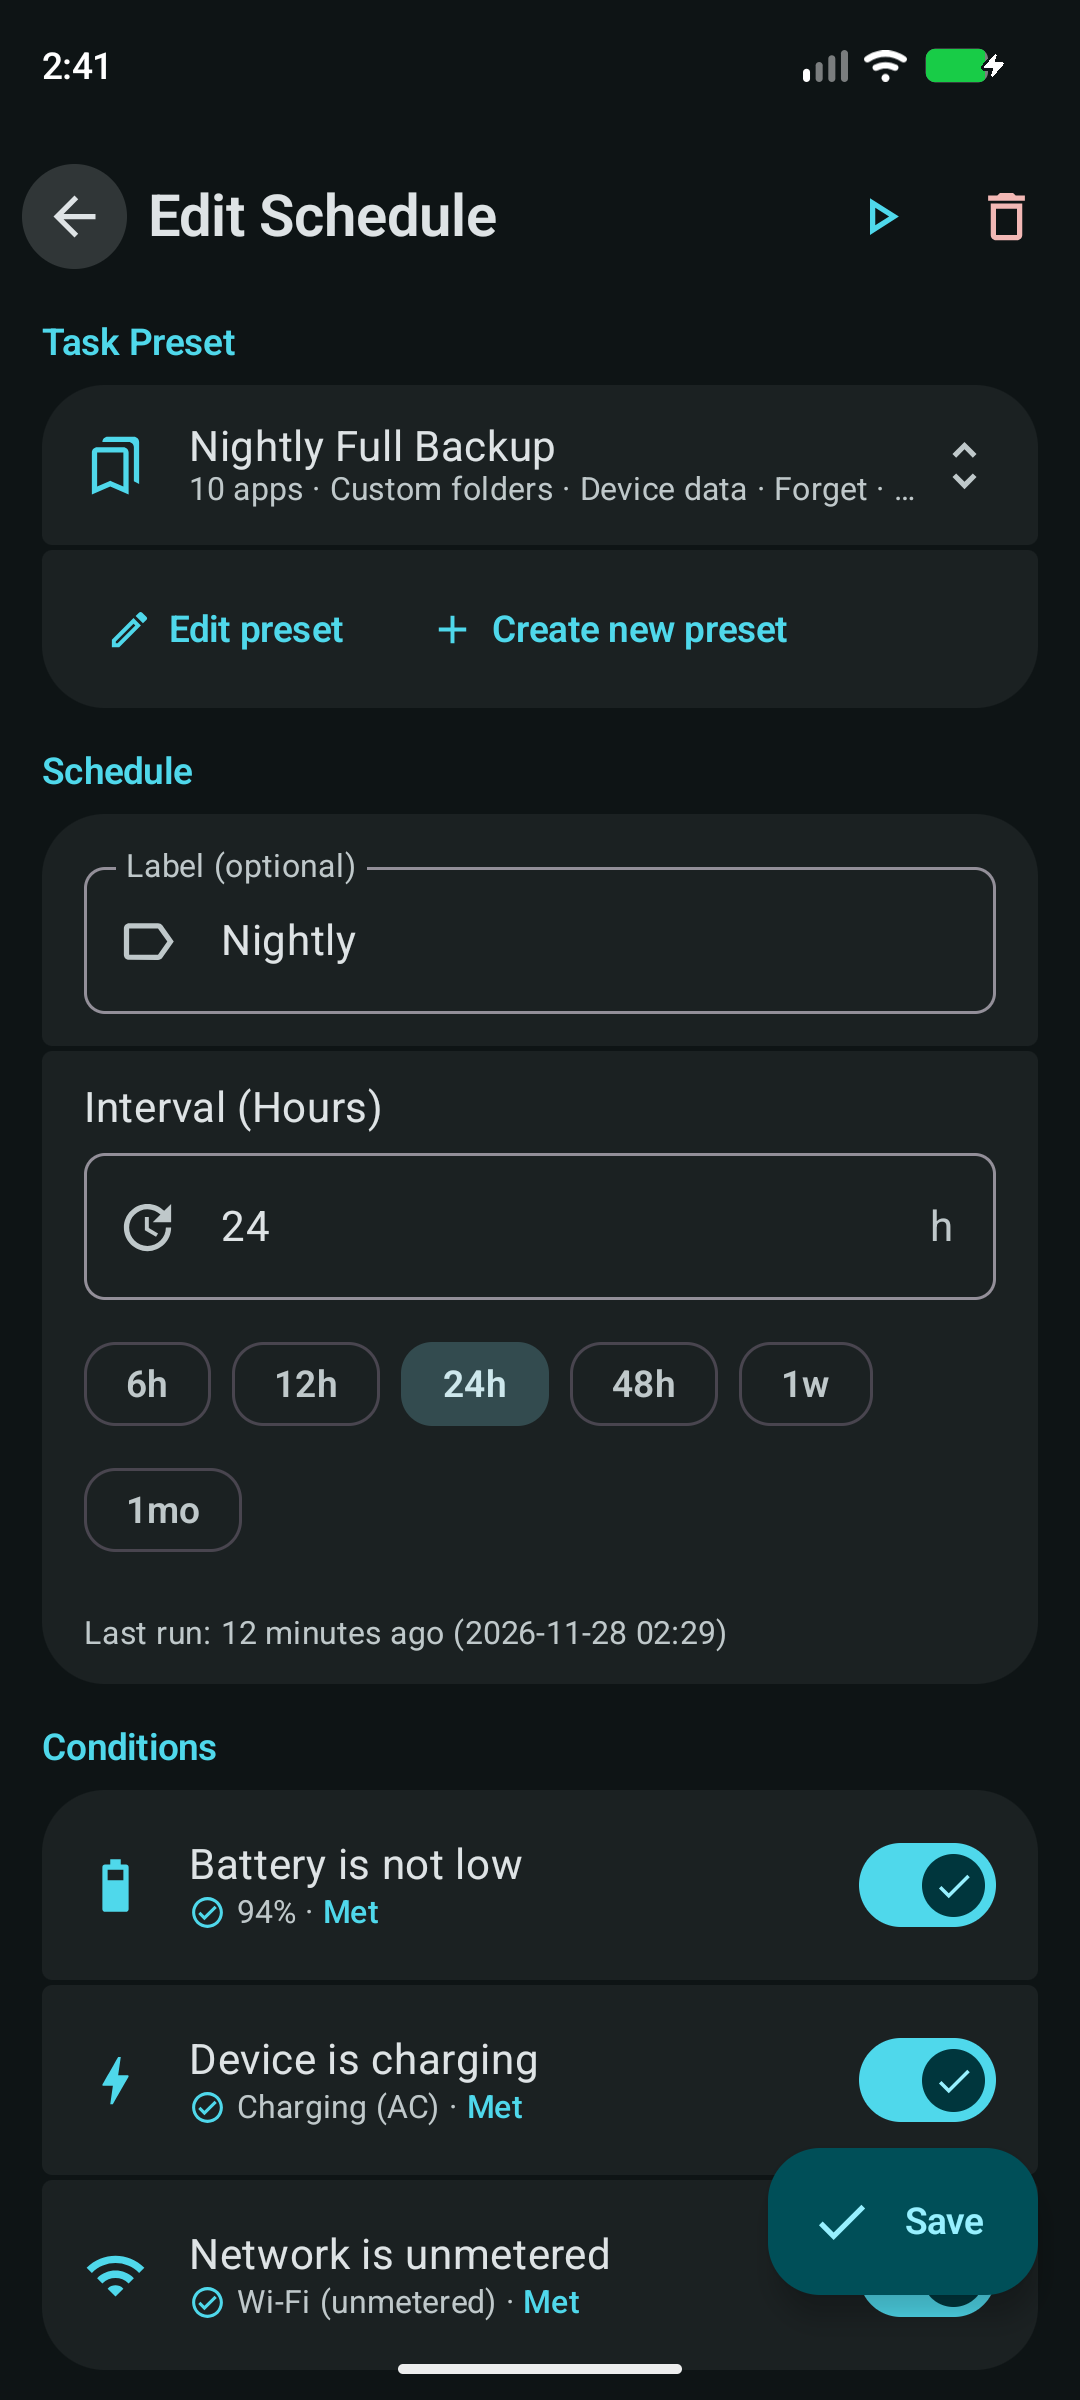 2:41
Edit Schedule
Task Preset
Nightly Full Backup
10 apps · Custom folders · Device data · Forget · …
Edit preset
Create new preset
Schedule
Label (optional)
Nightly
Interval (Hours)
24 h
6h 12h 24h 48h 1w
1mo
Last run: 12 minutes ago (2026-11-28 02:29)
Conditions
Battery is not low
94% · Met
Device is charging
Charging (AC) · Met
Save
Network is unmetered
Wi-Fi (unmetered) · Met